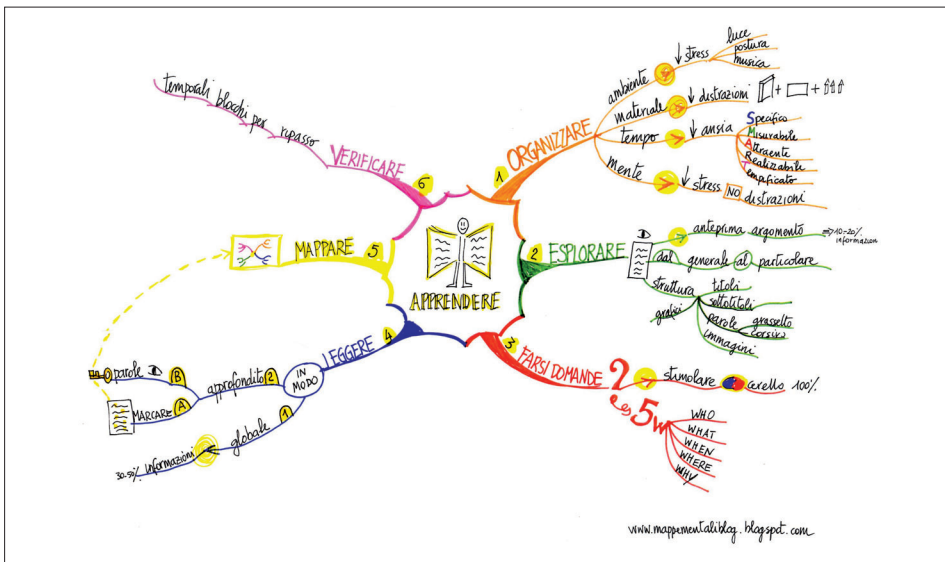 APPRENDERE
1 ORGANIZZARE
ambiente
↓ stress
luce
postura
musica
materiale
↓ distrazioni
+ +
tempo
↓ ansia
Specifico
Misurabile
Attraente
Realizzabile
Tempificato
mente
↓ stress NO distrazioni
2 ESPLORARE
anteprima argomento
⇒ 10-20% informazioni
dal generale al particolare
struttura
grafici
titoli
sottotitoli
parole
grassetto
corsivo
immagini
3 FARSI DOMANDE ?
stimolare cervello 100%
es 5W
WHO
WHAT
WHEN
WHERE
WHY
4 LEGGERE
IN MODO
1 globale
30-50% informazioni
2 approfondito
A MARCARE
B parole
5 MAPPARE
6 VERIFICARE
temporali blocchi per ripasso
www.mappementaliblog.blogspot.com